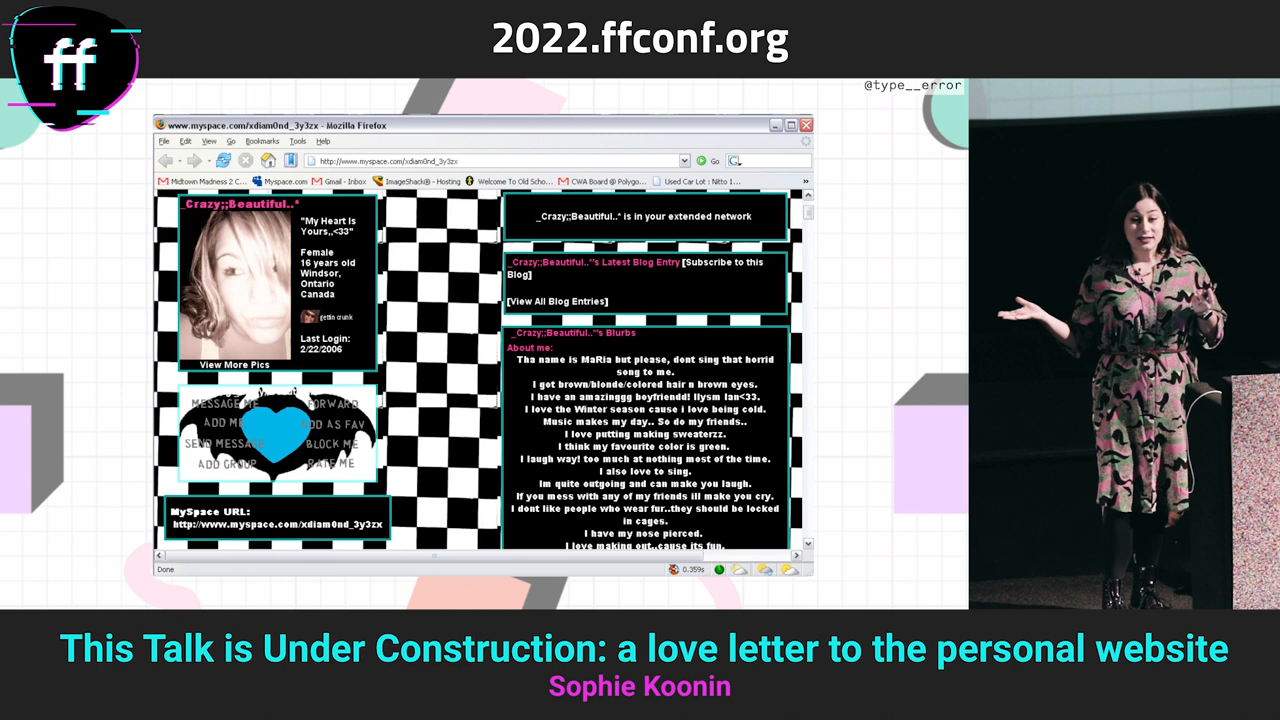 2022.ffconf.org
ff
@type__error
www.myspace.com/xdiam0nd_3y3zx - Mozilla Firefox
File Edit View Go Bookmarks Tools Help
http://www.myspace.com/xdiam0nd_3y3zx
Go
G
Midtown Madness 2 C...
Myspace.com
Gmail - Inbox
ImageShack® - Hosting
Welcome To Old Scho...
CWA Board @ Polygo...
Used Car Lot : Nitto 1...
»
_Crazy;;Beautiful..*
"My Heart Is
Yours,,<33"
Female
16 years old
Windsor,
Ontario
Canada
Last Login:
2/22/2006
View More Pics
MESSAGE ME
FORWARD
ADD ME
ADD AS FAV
SEND MESSAGE
BLOCK ME
ADD GROUP
RATE ME
MySpace URL:
http://www.myspace.com/xdiam0nd_3y3zx
_Crazy;;Beautiful..* is in your extended network
_Crazy;;Beautiful..*'s Latest Blog Entry [Subscribe to this
Blog]
[View All Blog Entries]
_Crazy;;Beautiful..*'s Blurbs
About me:
Tha name is MaRia but please, dont sing that horrid
song to me.
I got brown/blonde/colored hair n brown eyes.
I have an amazinggg boyfriendd! Ilysm Ian<33.
I love the Winter season cause i love being cold.
Music makes my day.. So do my friends..
I love putting making sweaterzz.
I think my favourite color is green.
I laugh way! too much at nothing most of the time.
I also love to sing.
Im quite outgoing and can make you laugh.
If you mess with any of my friends ill make you cry.
I dont like people who wear fur..they should be locked
in cages.
I have my nose pierced.
I love making out..cause its fun.
Done
0.359s
This Talk is Under Construction: a love letter to the personal website
Sophie Koonin